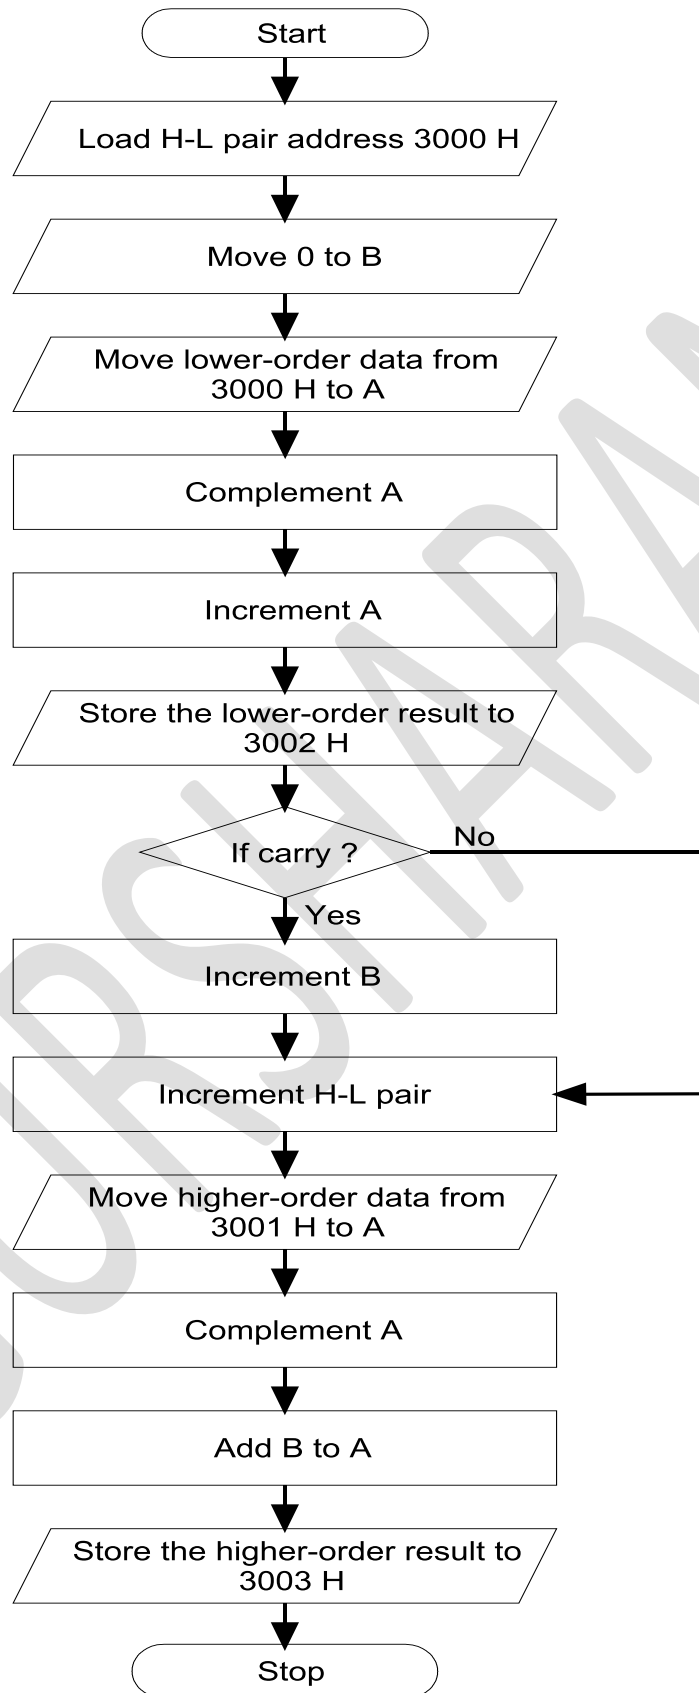 Start
Load H-L pair address 3000 H
Move 0 to B
Move lower-order data from
3000 H to A
Complement A
Increment A
Store the lower-order result to
3002 H
If carry ?
No
Yes
Increment B
Increment H-L pair
Move higher-order data from
3001 H to A
Complement A
Add B to A
Store the higher-order result to
3003 H
Stop
URSHARA